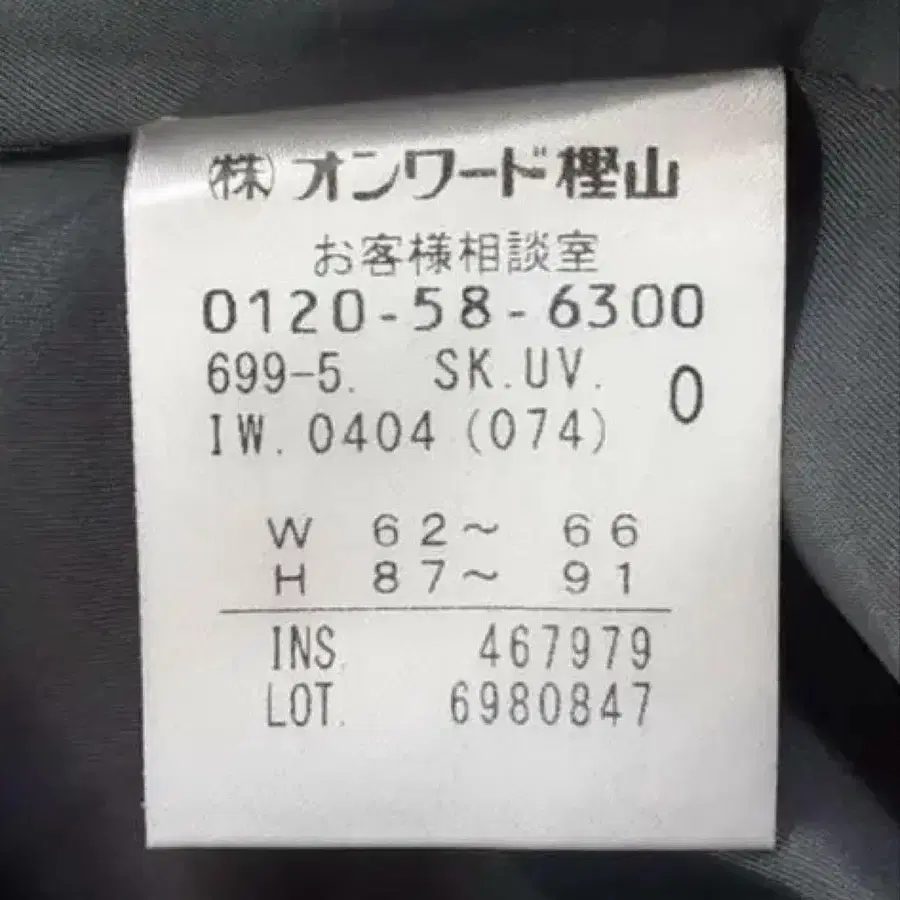 ㈱オンワード樫山
お客様相談室
0120-58-6300
699-5. SK.UV. 0
IW.0404(074)
W 62～ 66
H 87～ 91
INS. 467979
LOT. 6980847